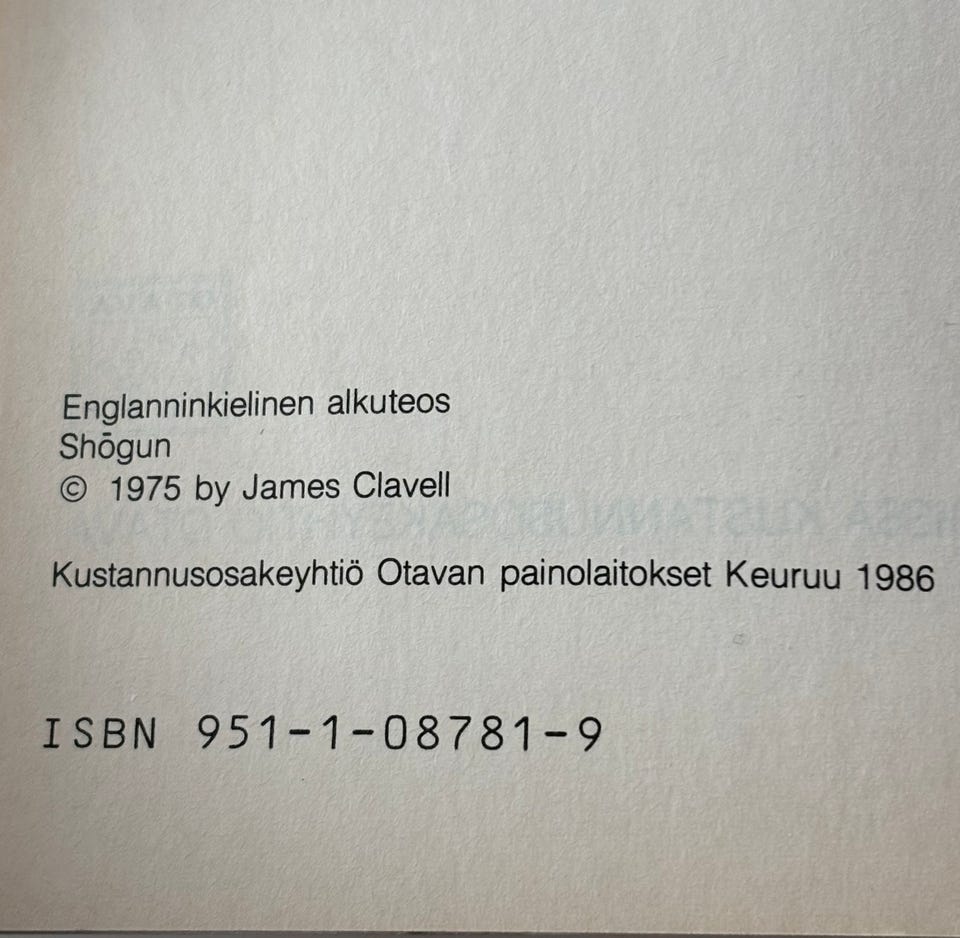 Englanninkielinen alkuteos
Shōgun
© 1975 by James Clavell
Kustannusosakeyhtiö Otavan painolaitokset Keuruu 1986
ISBN 951-1-08781-9